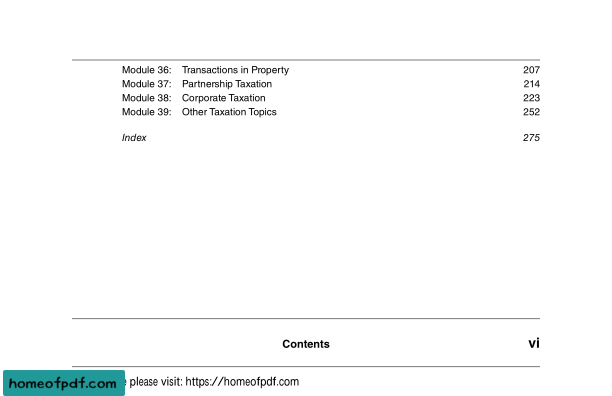 Module 36: Transactions in Property 207
Module 37: Partnership Taxation 214
Module 38: Corporate Taxation 223
Module 39: Other Taxation Topics 252
Index 275
Contents vi
homeofpdf.com please visit: https://homeofpdf.com